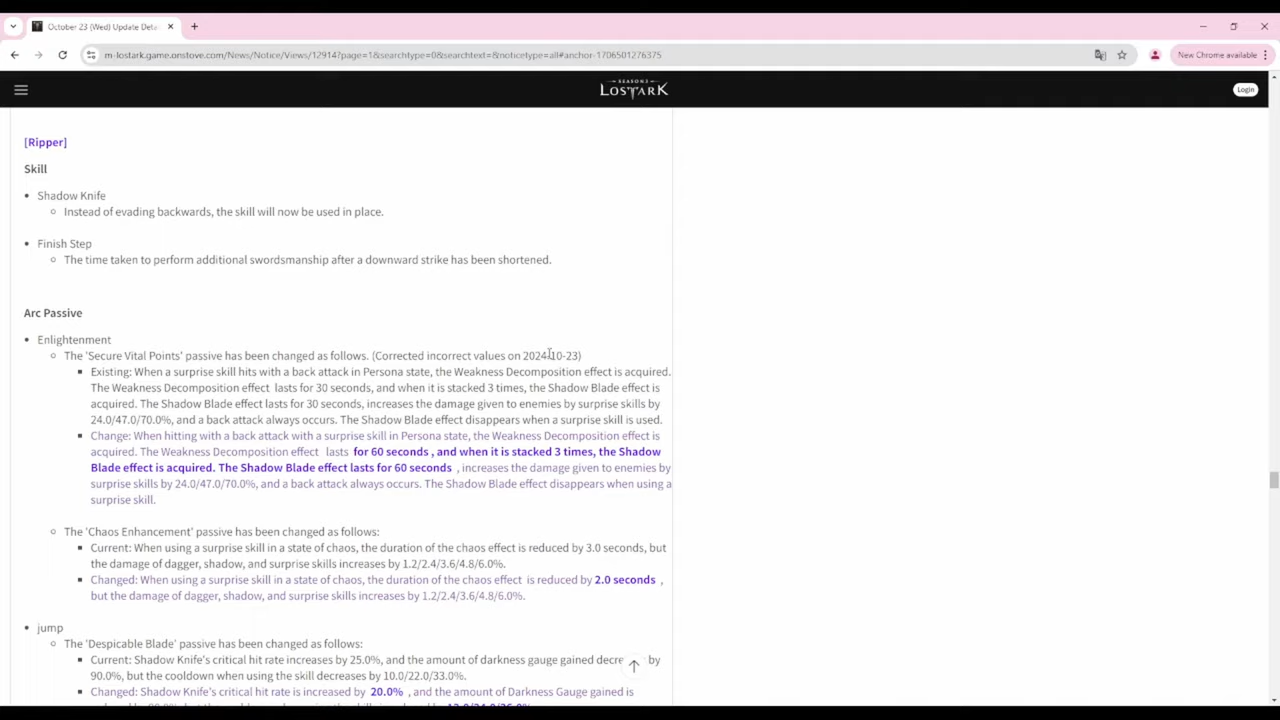 October 23 (Wed) Update Deta
m-lostark.game.onstove.com/News/Notice/Views/12914?page=1&searchtype=0&searchtext=&noticetype=all#anchor-1706501276375
New Chrome available
SEASON3
LOST ARK
Login
[Ripper]
Skill
Shadow Knife
Instead of evading backwards, the skill will now be used in place.
Finish Step
The time taken to perform additional swordsmanship after a downward strike has been shortened.
Arc Passive
Enlightenment
The 'Secure Vital Points' passive has been changed as follows. (Corrected incorrect values on 2024-10-23)
Existing: When a surprise skill hits with a back attack in Persona state, the Weakness Decomposition effect is acquired.
The Weakness Decomposition effect lasts for 30 seconds, and when it is stacked 3 times, the Shadow Blade effect is
acquired. The Shadow Blade effect lasts for 30 seconds, increases the damage given to enemies by surprise skills by
24.0/47.0/70.0%, and a back attack always occurs. The Shadow Blade effect disappears when a surprise skill is used.
Change: When hitting with a back attack with a surprise skill in Persona state, the Weakness Decomposition effect is
acquired. The Weakness Decomposition effect lasts for 60 seconds , and when it is stacked 3 times, the Shadow
Blade effect is acquired. The Shadow Blade effect lasts for 60 seconds , increases the damage given to enemies by
surprise skills by 24.0/47.0/70.0%, and a back attack always occurs. The Shadow Blade effect disappears when using a
surprise skill.
The 'Chaos Enhancement' passive has been changed as follows:
Current: When using a surprise skill in a state of chaos, the duration of the chaos effect is reduced by 3.0 seconds, but
the damage of dagger, shadow, and surprise skills increases by 1.2/2.4/3.6/4.8/6.0%.
Changed: When using a surprise skill in a state of chaos, the duration of the chaos effect is reduced by 2.0 seconds ,
but the damage of dagger, shadow, and surprise skills increases by 1.2/2.4/3.6/4.8/6.0%.
jump
The 'Despicable Blade' passive has been changed as follows:
Current: Shadow Knife's critical hit rate increases by 25.0%, and the amount of darkness gauge gained decre by
90.0%, but the cooldown when using the skill decreases by 10.0/22.0/33.0%.
Changed: Shadow Knife's critical hit rate is increased by 20.0% , and the amount of Darkness Gauge gained is